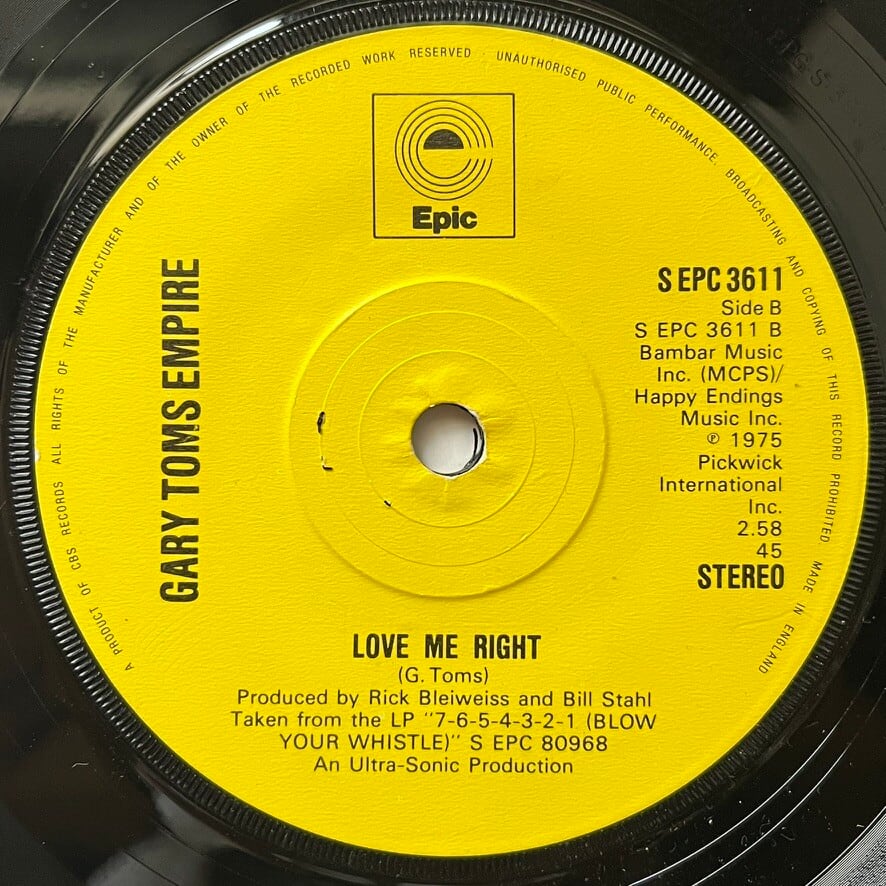 A PRODUCT OF CBS RECORDS ALL RIGHTS OF THE MANUFACTURER AND OF THE OWNER OF THE RECORDED WORK RESERVED · UNAUTHORISED PUBLIC PERFORMANCE, BROADCASTING AND COPYING OF THIS RECORD PROHIBITED MADE IN ENGLAND
Epic
GARY TOMS EMPIRE
S EPC 3611
Side B
S EPC 3611 B
Bambar Music
Inc. (MCPS)/
Happy Endings
Music Inc.
℗ 1975
Pickwick
International
Inc.
2.58
45
STEREO
LOVE ME RIGHT
(G. Toms)
Produced by Rick Bleiweiss and Bill Stahl
Taken from the LP "7-6-5-4-3-2-1 (BLOW
YOUR WHISTLE)" S EPC 80968
An Ultra-Sonic Production